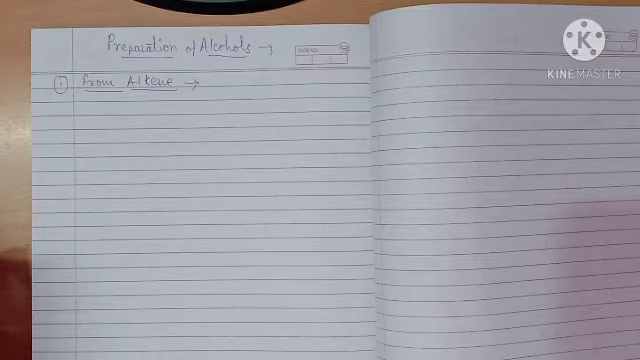 Preparation of Alcohols →
① From Alkene →
KINEMASTER